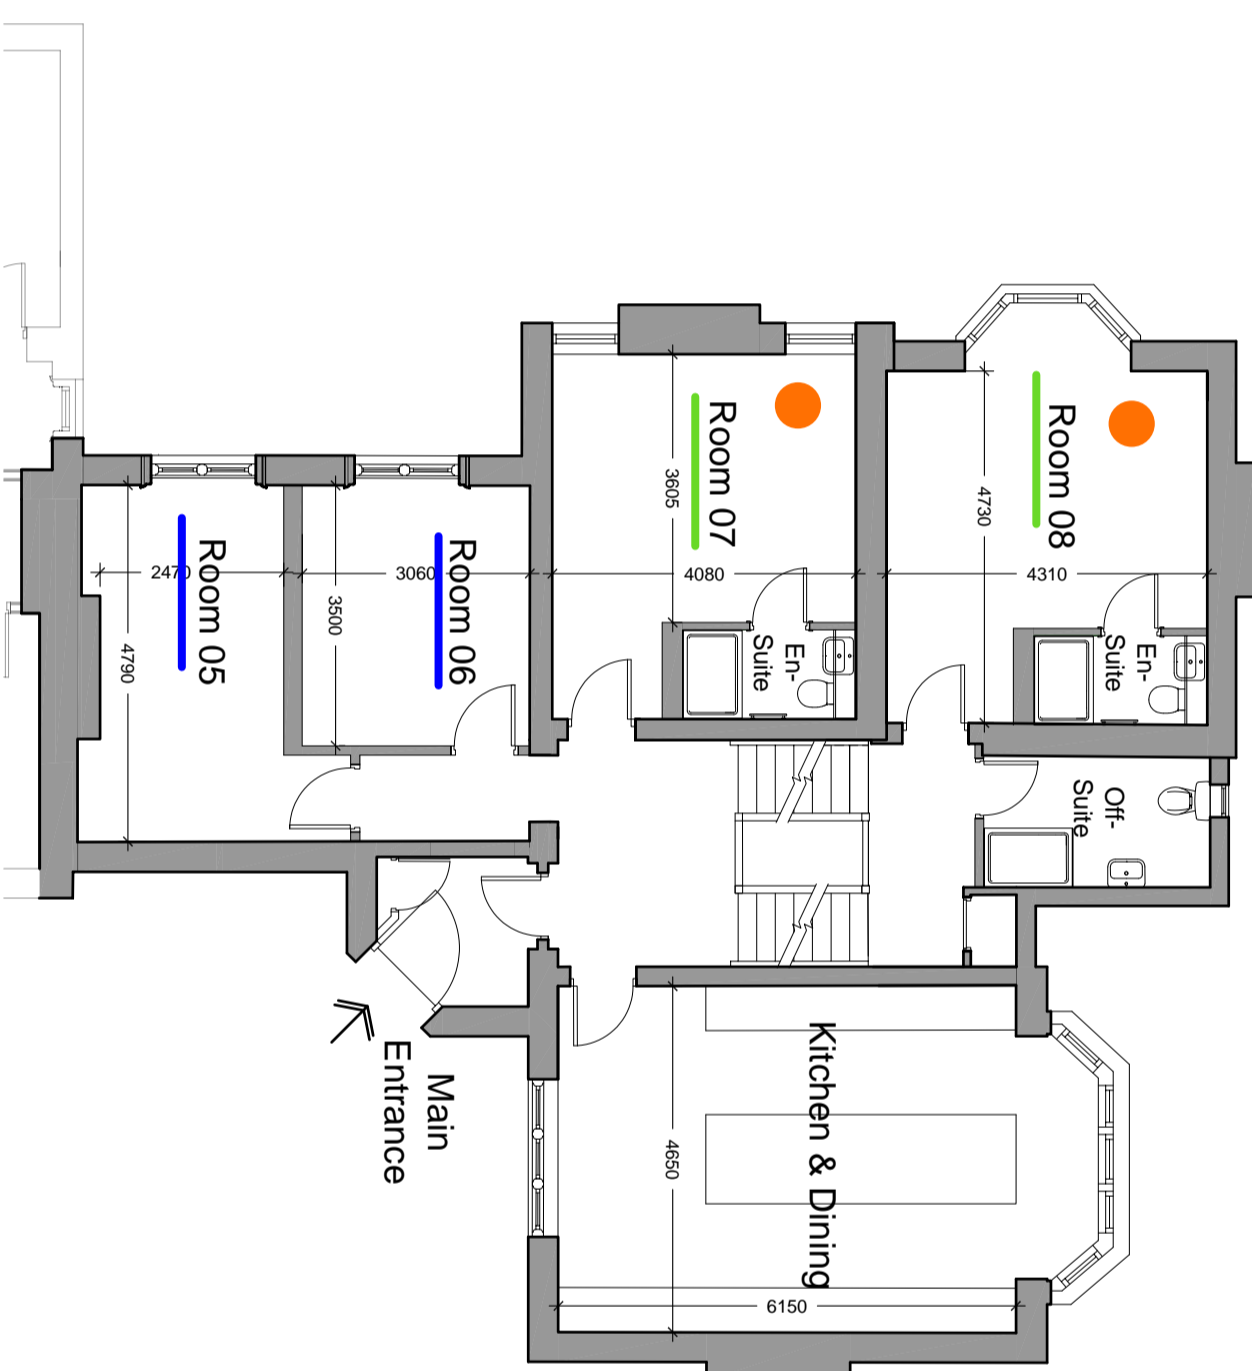 Room 08
4730
4310
En-
Suite
Room 07
3605
4080
En-
Suite
Room 06
3060
3500
Room 05
2470
4790
Off-
Suite
Main
Entrance
Kitchen & Dining
4650
6150